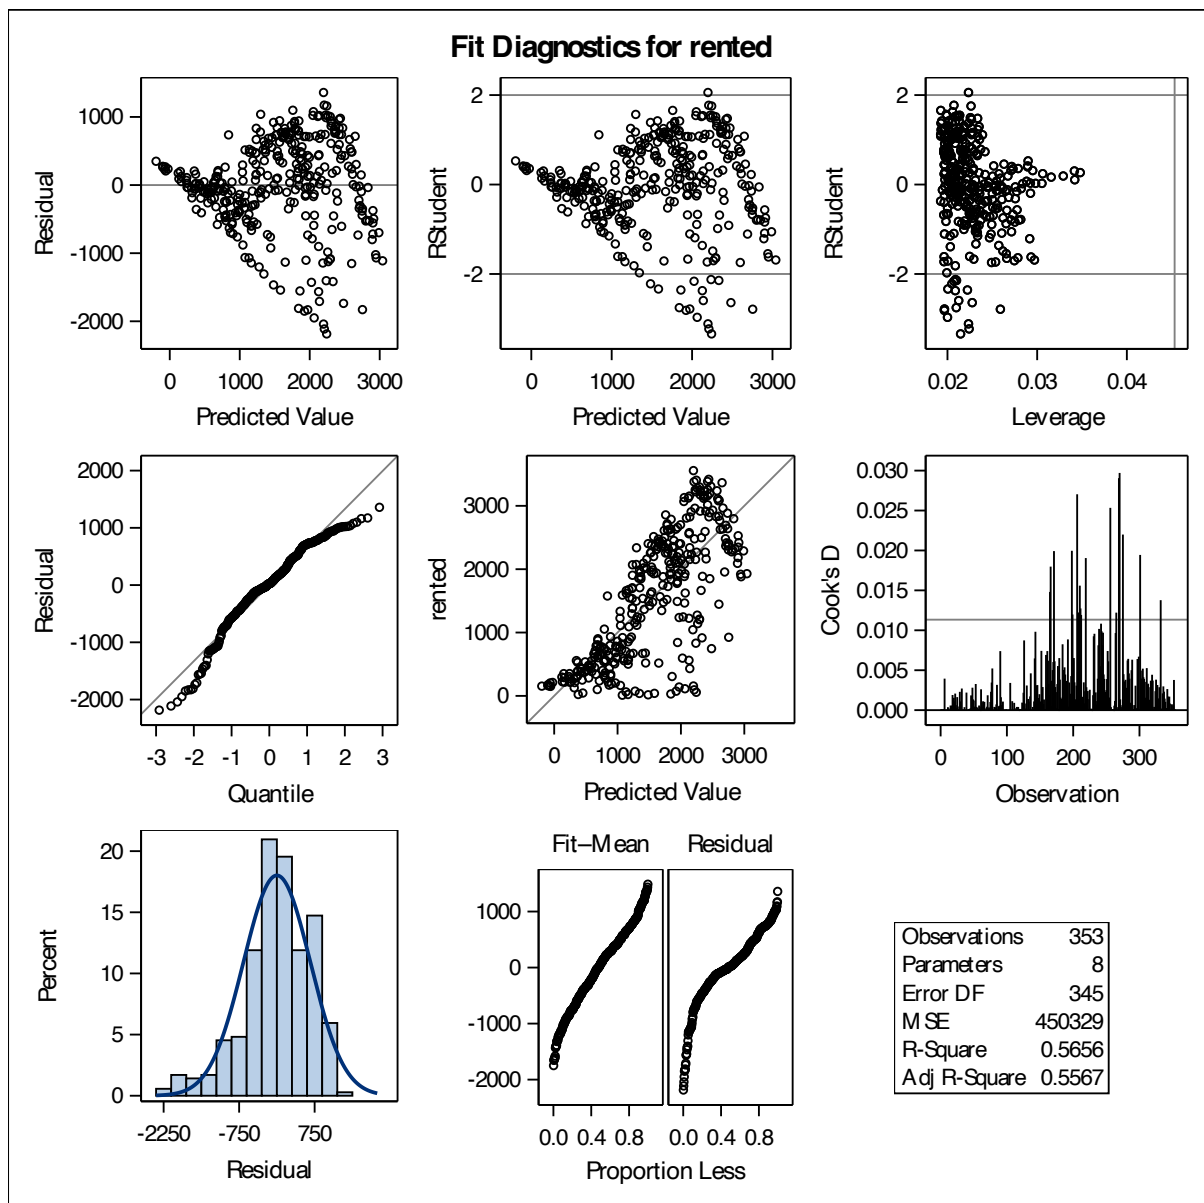 Fit Diagnostics for rented
1000
0
-1000
-2000
Residual
0 1000 2000 3000
Predicted Value
2
0
-2
RStudent
0 1000 2000 3000
Predicted Value
2
0
-2
RStudent
0.02 0.03 0.04
Leverage
2000
1000
0
-1000
-2000
Residual
-3 -2 -1 0 1 2 3
Quantile
3000
2000
1000
0
rented
0 1000 2000 3000
Predicted Value
0.030
0.025
0.020
0.015
0.010
0.005
0.000
Cook's D
0 100 200 300
Observation
20
15
10
5
0
Percent
-2250 -750 750
Residual
Fit–Mean Residual
1000
0
-1000
-2000
0.0 0.4 0.8 0.0 0.4 0.8
Proportion Less
Observations 353
Parameters 8
Error DF 345
MSE 450329
R-Square 0.5656
Adj R-Square 0.5567